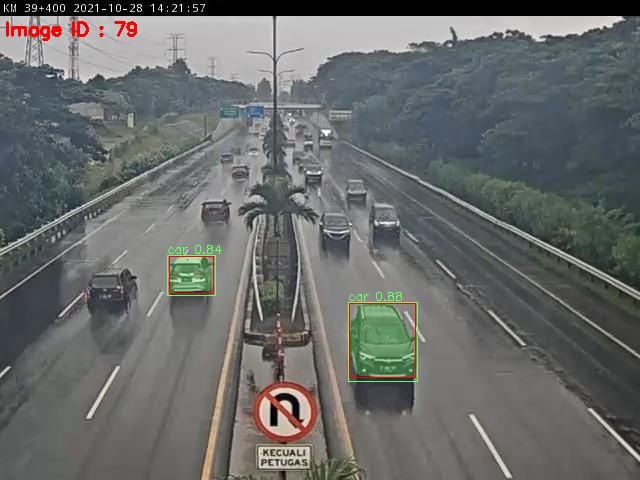 KM 39+400 2021-10-28 14:21:57
Image ID : 79
car 0.84
car 0.88
KECUALI
PETUGAS